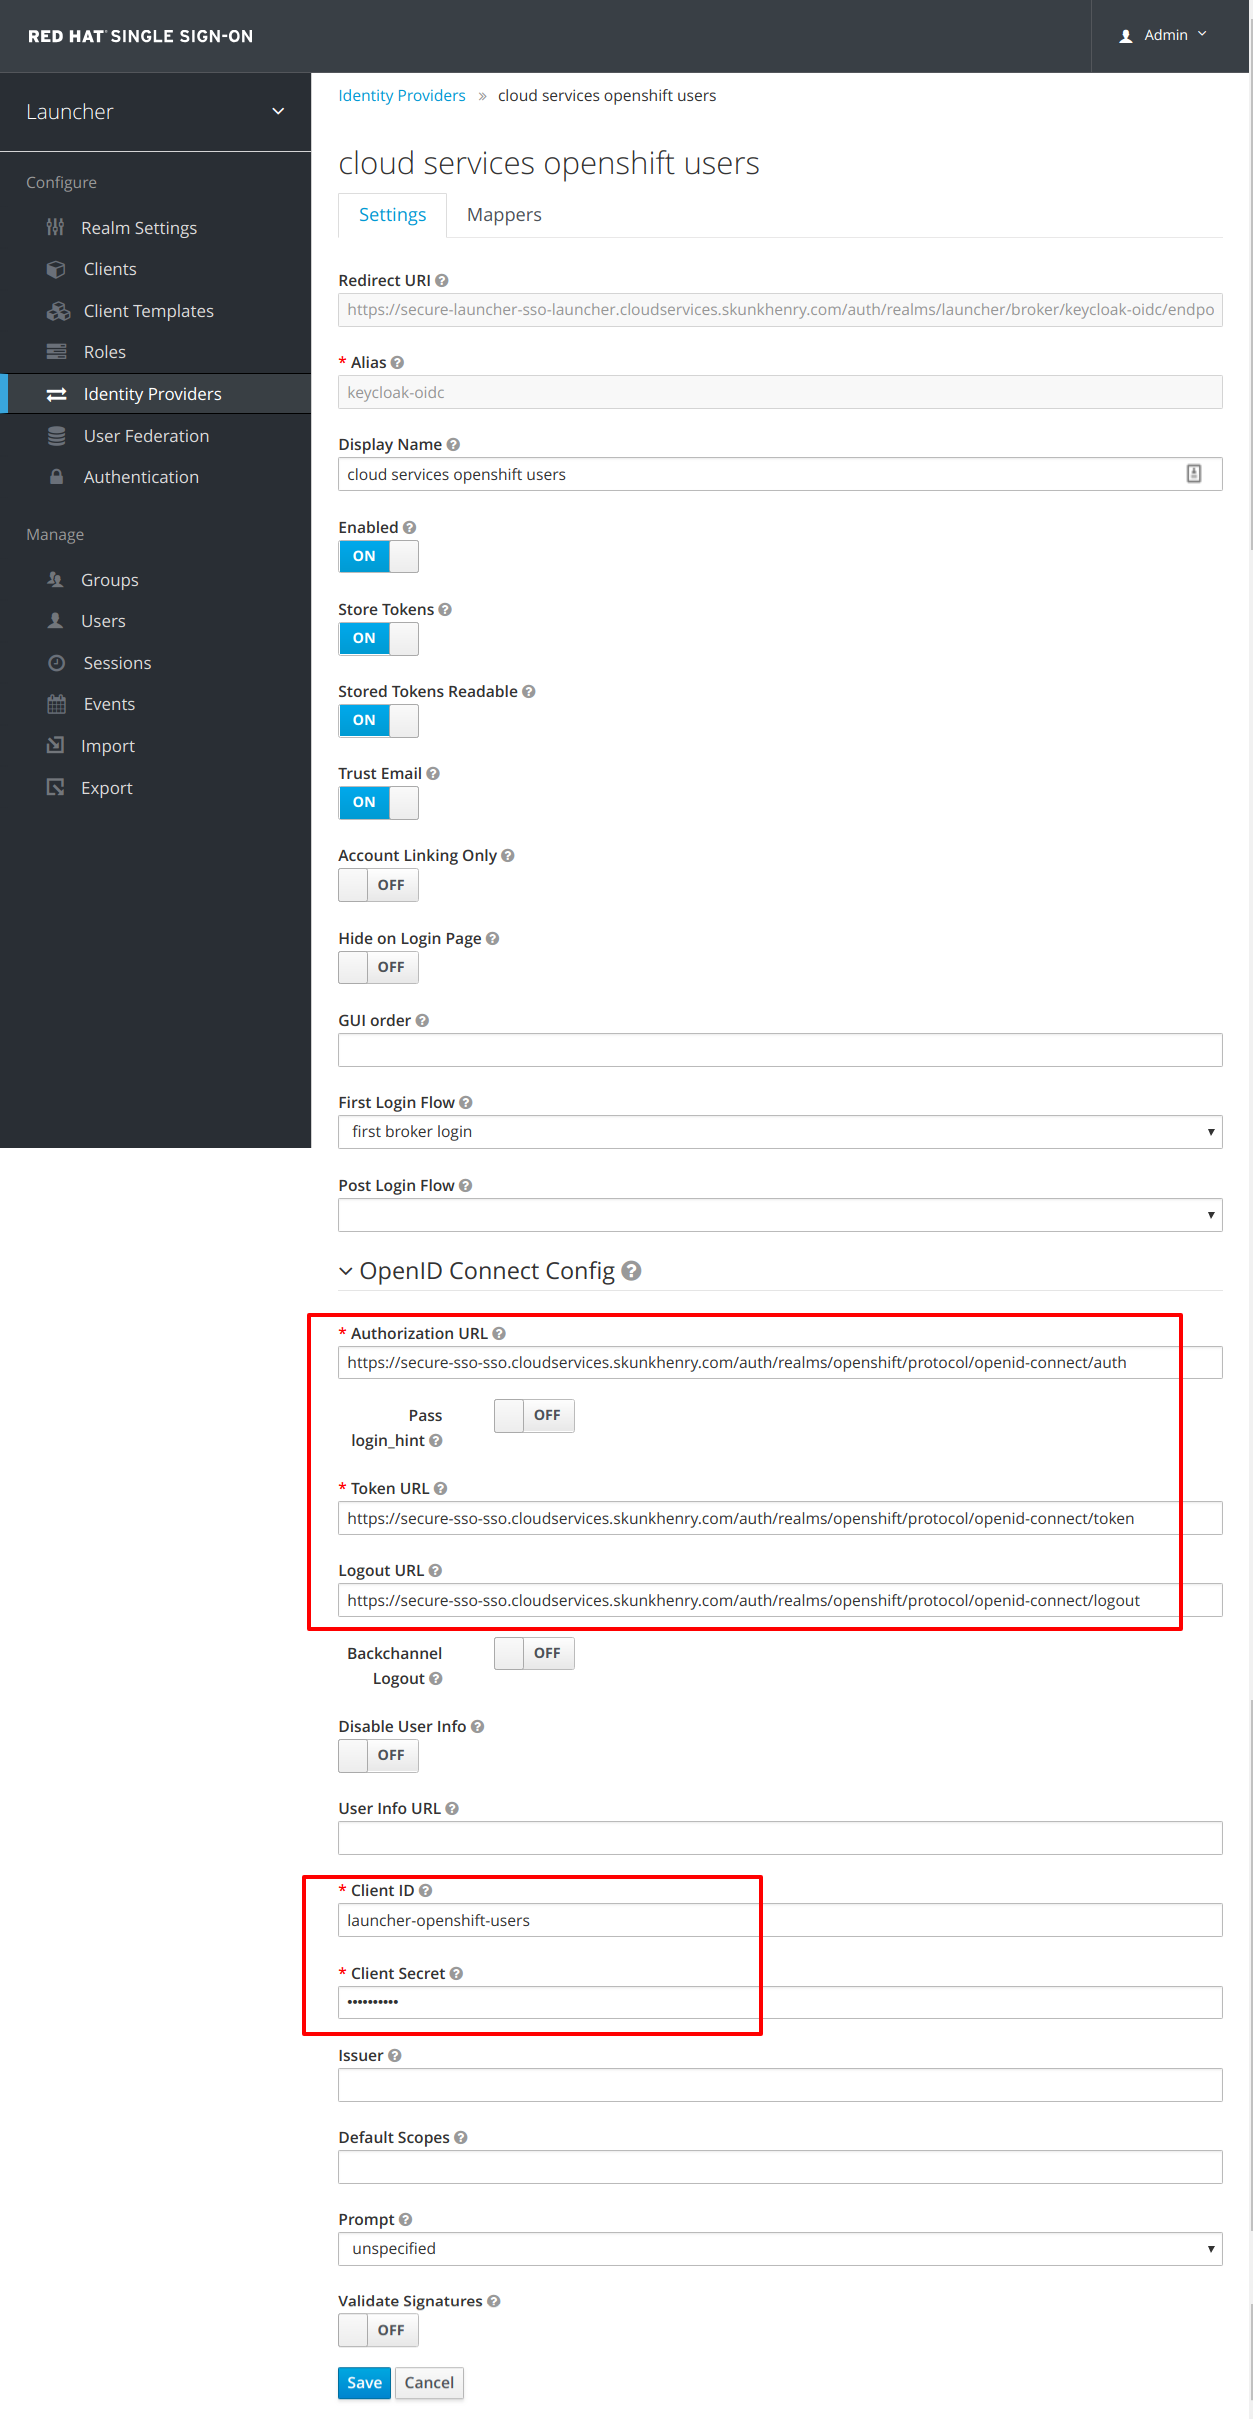 RED HAT SINGLE SIGN-ON
Admin
Launcher
Configure
Realm Settings
Clients
Client Templates
Roles
Identity Providers
User Federation
Authentication
Manage
Groups
Users
Sessions
Events
Import
Export
Identity Providers » cloud services openshift users
cloud services openshift users
Settings Mappers
Redirect URI
https://secure-launcher-sso-launcher.cloudservices.skunkhenry.com/auth/realms/launcher/broker/keycloak-oidc/endpo
* Alias
keycloak-oidc
Display Name
cloud services openshift users
Enabled
ON
Store Tokens
ON
Stored Tokens Readable
ON
Trust Email
ON
Account Linking Only
OFF
Hide on Login Page
OFF
GUI order
First Login Flow
first broker login
Post Login Flow
OpenID Connect Config
* Authorization URL
https://secure-sso-sso.cloudservices.skunkhenry.com/auth/realms/openshift/protocol/openid-connect/auth
Pass OFF
login_hint
* Token URL
https://secure-sso-sso.cloudservices.skunkhenry.com/auth/realms/openshift/protocol/openid-connect/token
Logout URL
https://secure-sso-sso.cloudservices.skunkhenry.com/auth/realms/openshift/protocol/openid-connect/logout
Backchannel OFF
Logout
Disable User Info
OFF
User Info URL
* Client ID
launcher-openshift-users
* Client Secret
••••••••••
Issuer
Default Scopes
Prompt
unspecified
Validate Signatures
OFF
Save Cancel